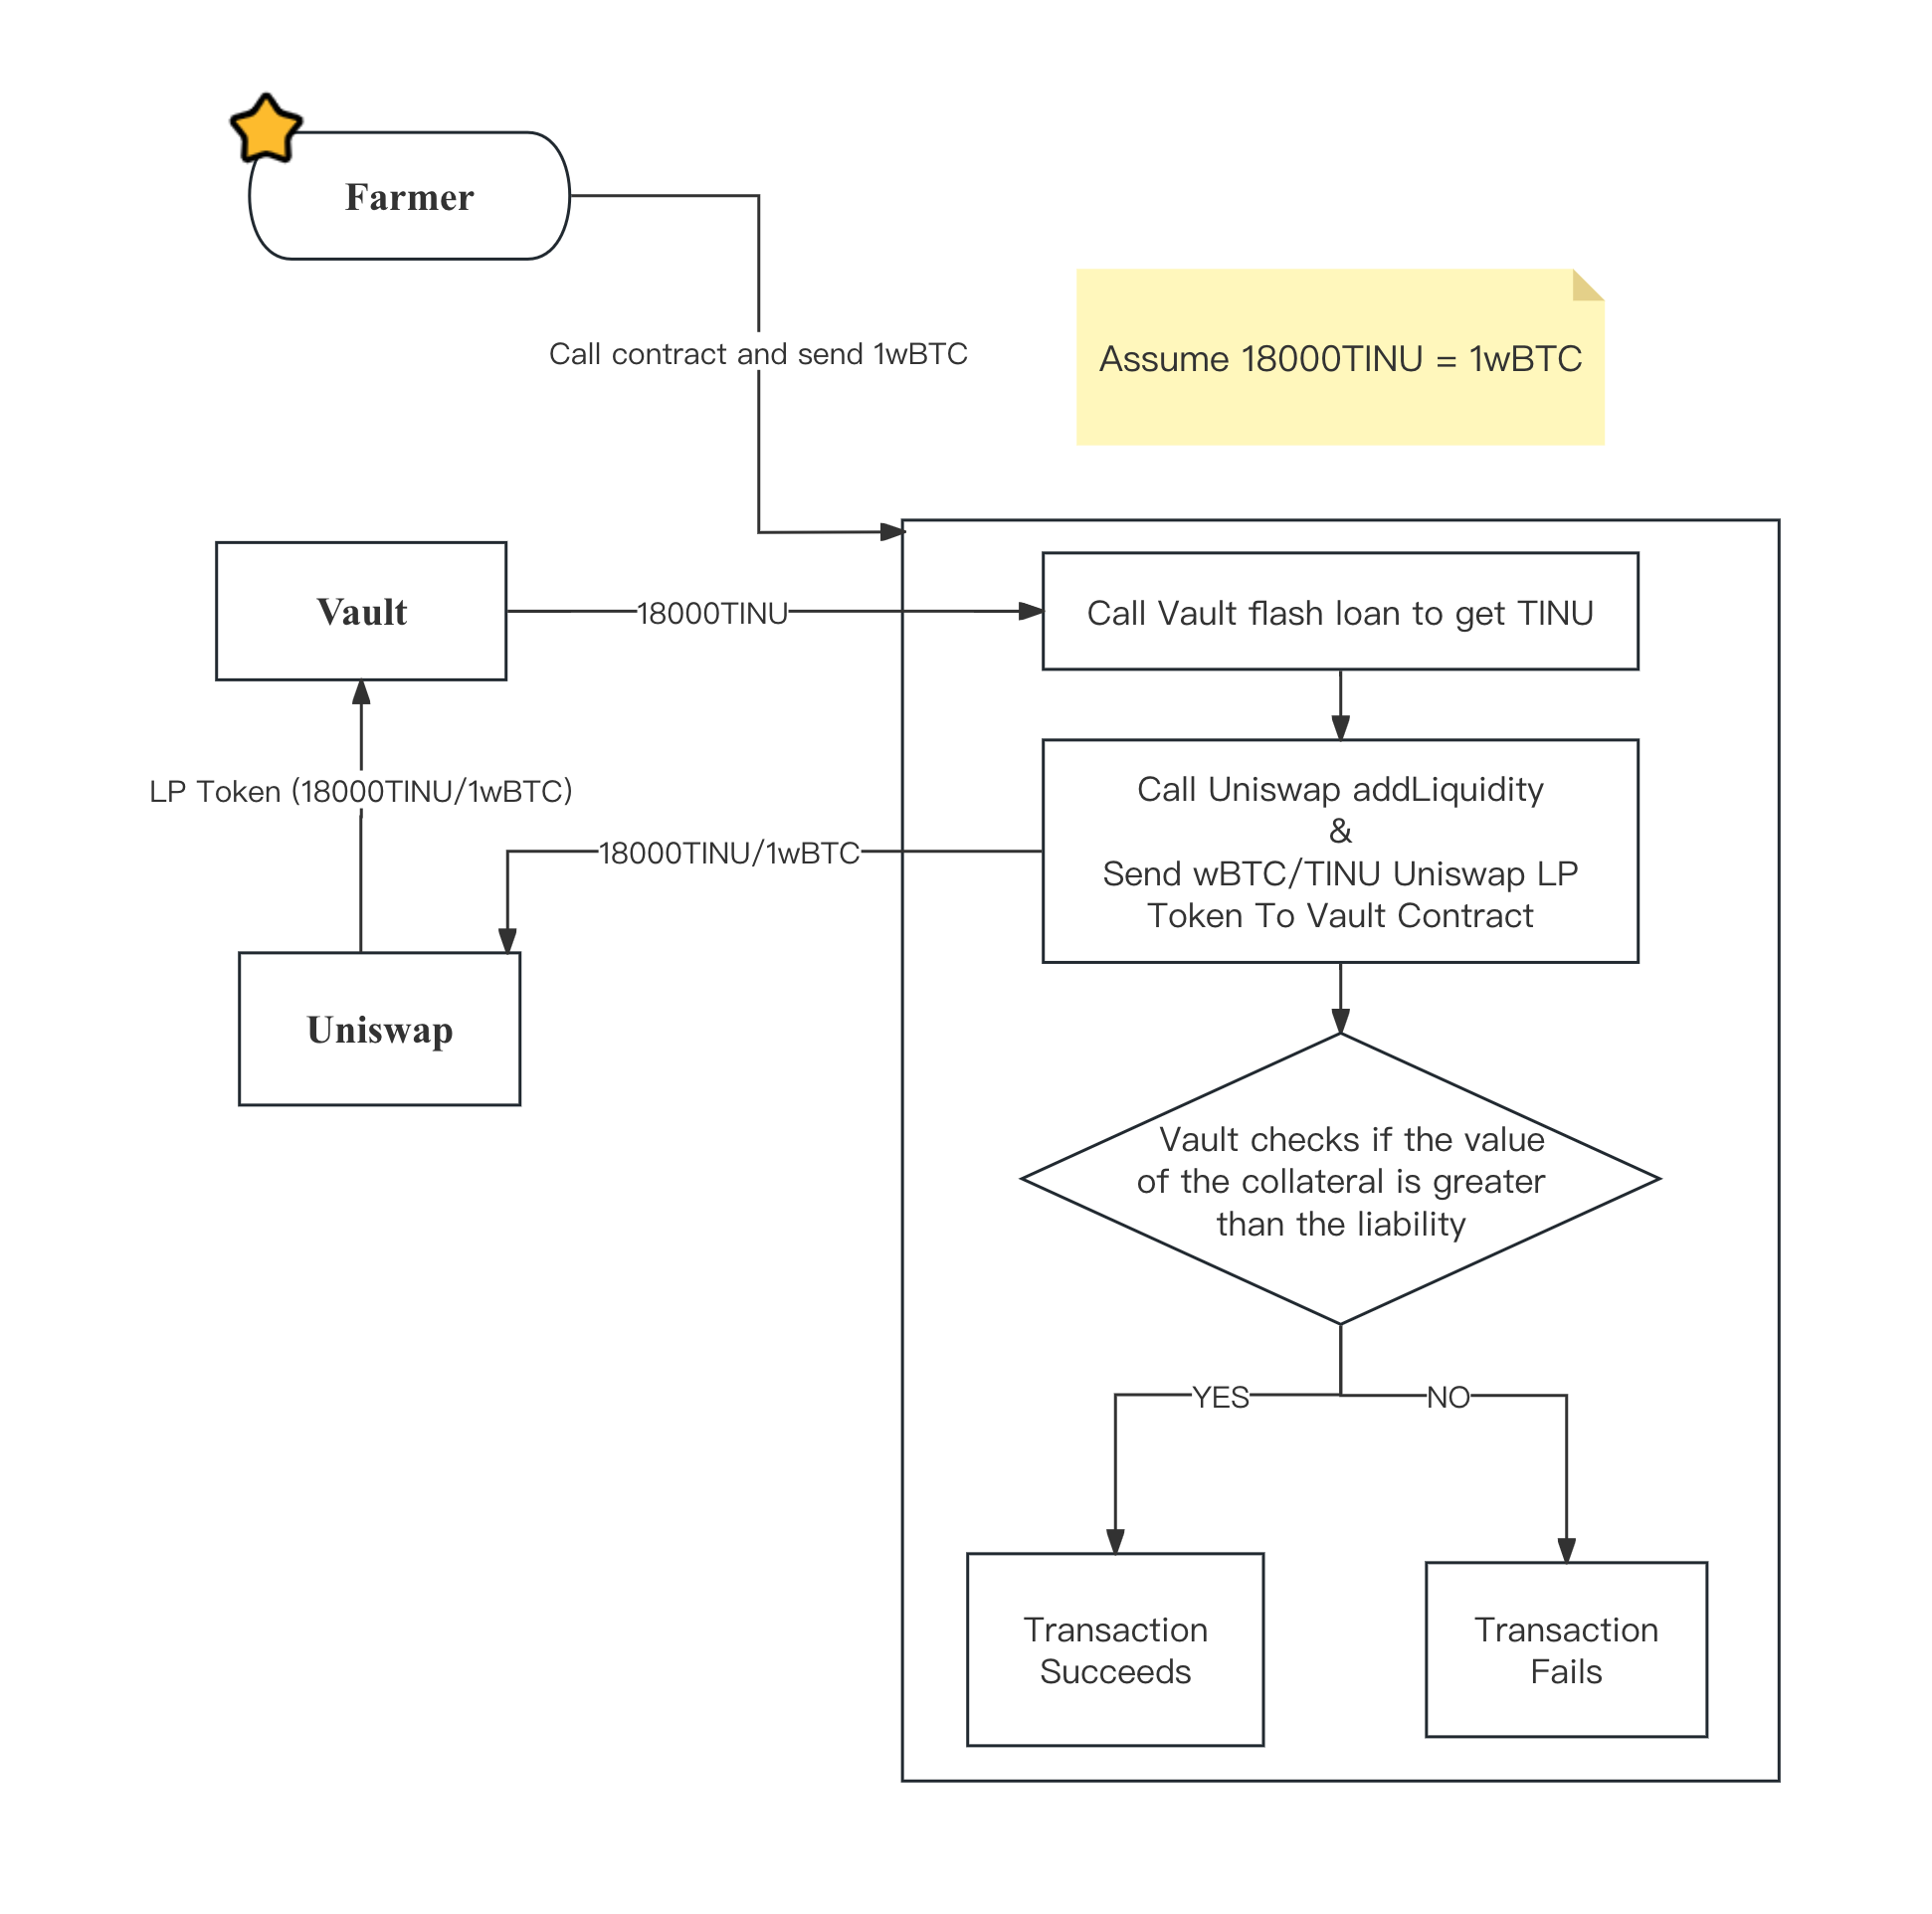 Farmer
Call contract and send 1wBTC
Assume 18000TINU = 1wBTC
Vault
18000TINU
Call Vault flash loan to get TINU
LP Token (18000TINU/1wBTC)
Call Uniswap addLiquidity
&
Send wBTC/TINU Uniswap LP
Token To Vault Contract
18000TINU/1wBTC
Uniswap
Vault checks if the value
of the collateral is greater
than the liability
YES
NO
Transaction
Succeeds
Transaction
Fails